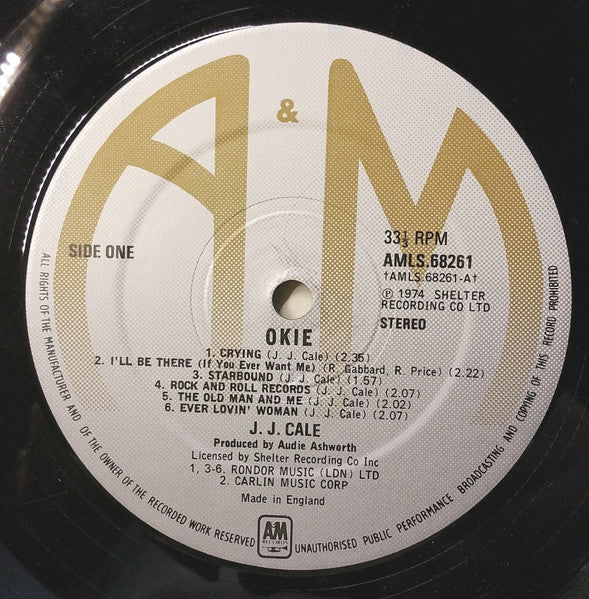 A & M
SIDE ONE
33⅓ RPM
AMLS.68261
†AMLS.68261-A†
℗ 1974 SHELTER
RECORDING CO LTD
STEREO
OKIE
1. CRYING (J. J. Cale) (2.35)
2. I'LL BE THERE (If You Ever Want Me) (R. Gabbard, R. Price) (2.22)
3. STARBOUND (J. J. Cale) (1.57)
4. ROCK AND ROLL RECORDS (J. J. Cale) (2.07)
5. THE OLD MAN AND ME (J. J. Cale) (2.02)
6. EVER LOVIN' WOMAN (J. J. Cale) (2.07)
J. J. CALE
Produced by Audie Ashworth
Licensed by Shelter Recording Co Inc
1, 3-6. RONDOR MUSIC (LDN) LTD
2. CARLIN MUSIC CORP
Made in England
AM
RECORDS
ALL RIGHTS OF THE MANUFACTURER AND OF THE OWNER OF THE RECORDED WORK RESERVED UNAUTHORISED PUBLIC PERFORMANCE BROADCASTING AND COPYING OF THIS RECORD PROHIBITED